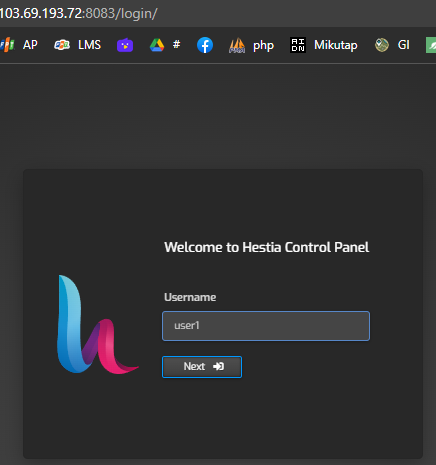 103.69.193.72:8083/login/
AP LMS # php Mikutap GI
Welcome to Hestia Control Panel
Username
user1
Next